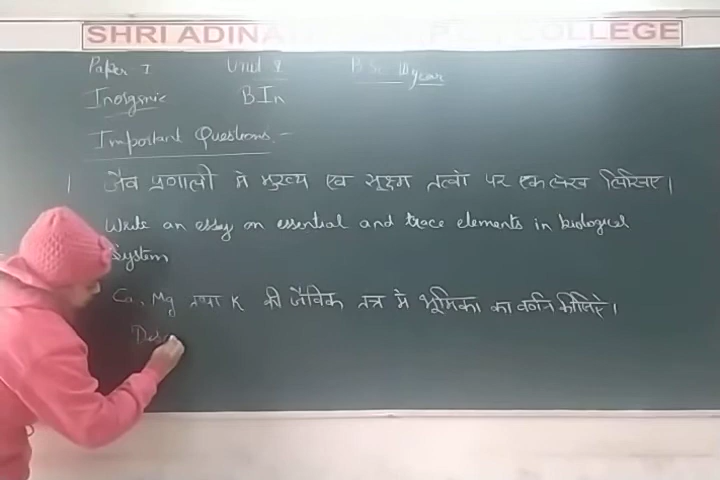 SHRI ADINA COLLEGE
Paper I Unit I B.Sc III year
Inorganic BIn
Important Questions :-
1 जैव प्रणाली मे मुख्य एव सूक्ष्म तत्वो पर एक लेख लिखिए।
Write an essay on essential and trace elements in biological
System
Ca, Mg तथा K की जैविक तंत्र मे भूमिका का वर्णन कीजिये।
Des